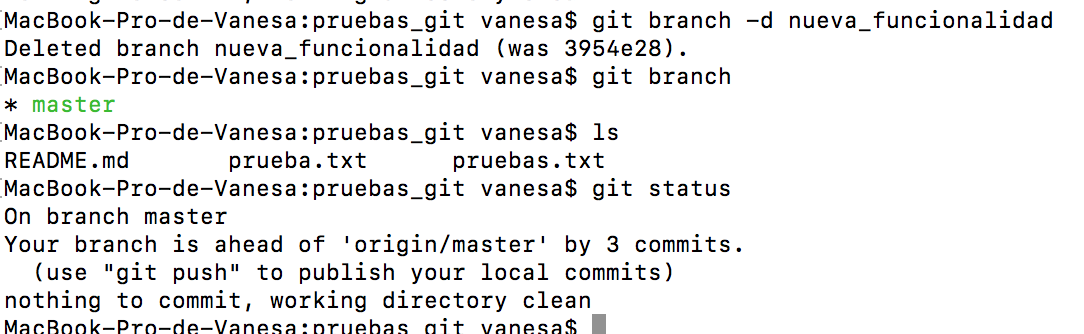 MacBook-Pro-de-Vanesa:pruebas_git vanesa$ git branch -d nueva_funcionalidad
Deleted branch nueva_funcionalidad (was 3954e28).
MacBook-Pro-de-Vanesa:pruebas_git vanesa$ git branch
* master
MacBook-Pro-de-Vanesa:pruebas_git vanesa$ ls
README.md prueba.txt pruebas.txt
MacBook-Pro-de-Vanesa:pruebas_git vanesa$ git status
On branch master
Your branch is ahead of 'origin/master' by 3 commits.
(use "git push" to publish your local commits)
nothing to commit, working directory clean
MacBook-Pro-de-Vanesa:pruebas_git vanesa$